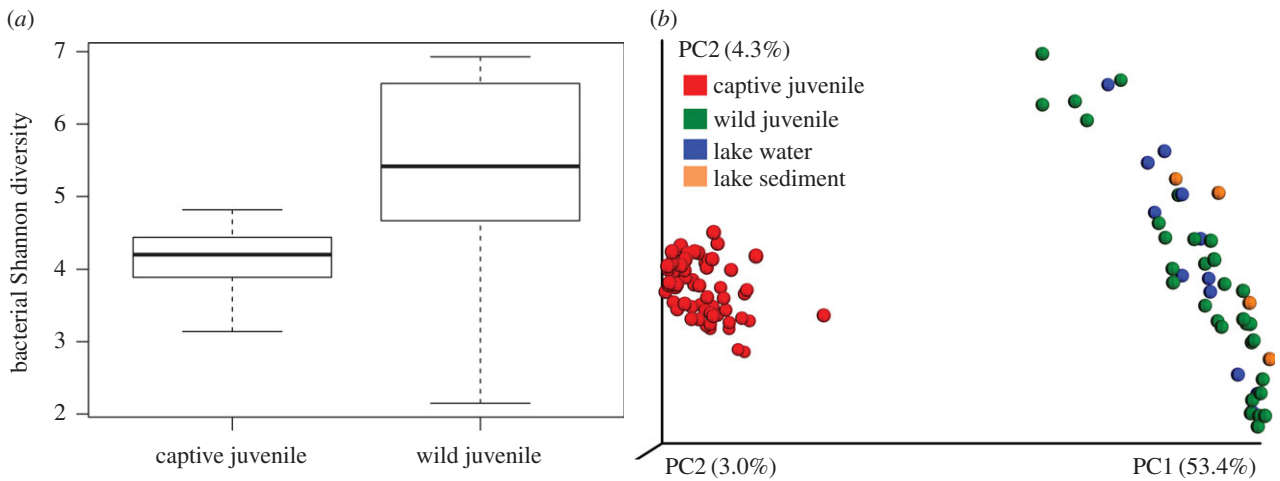 (a)
bacterial Shannon diversity
7
6
5
4
3
2
captive juvenile
wild juvenile
(b)
PC2 (4.3%)
captive juvenile
wild juvenile
lake water
lake sediment
PC2 (3.0%)
PC1 (53.4%)